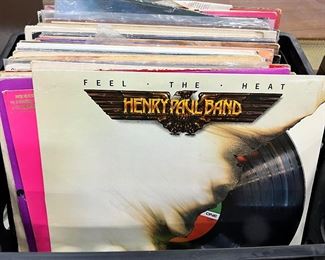 FEEL · THE · HEAT
HENRY PAUL BAND